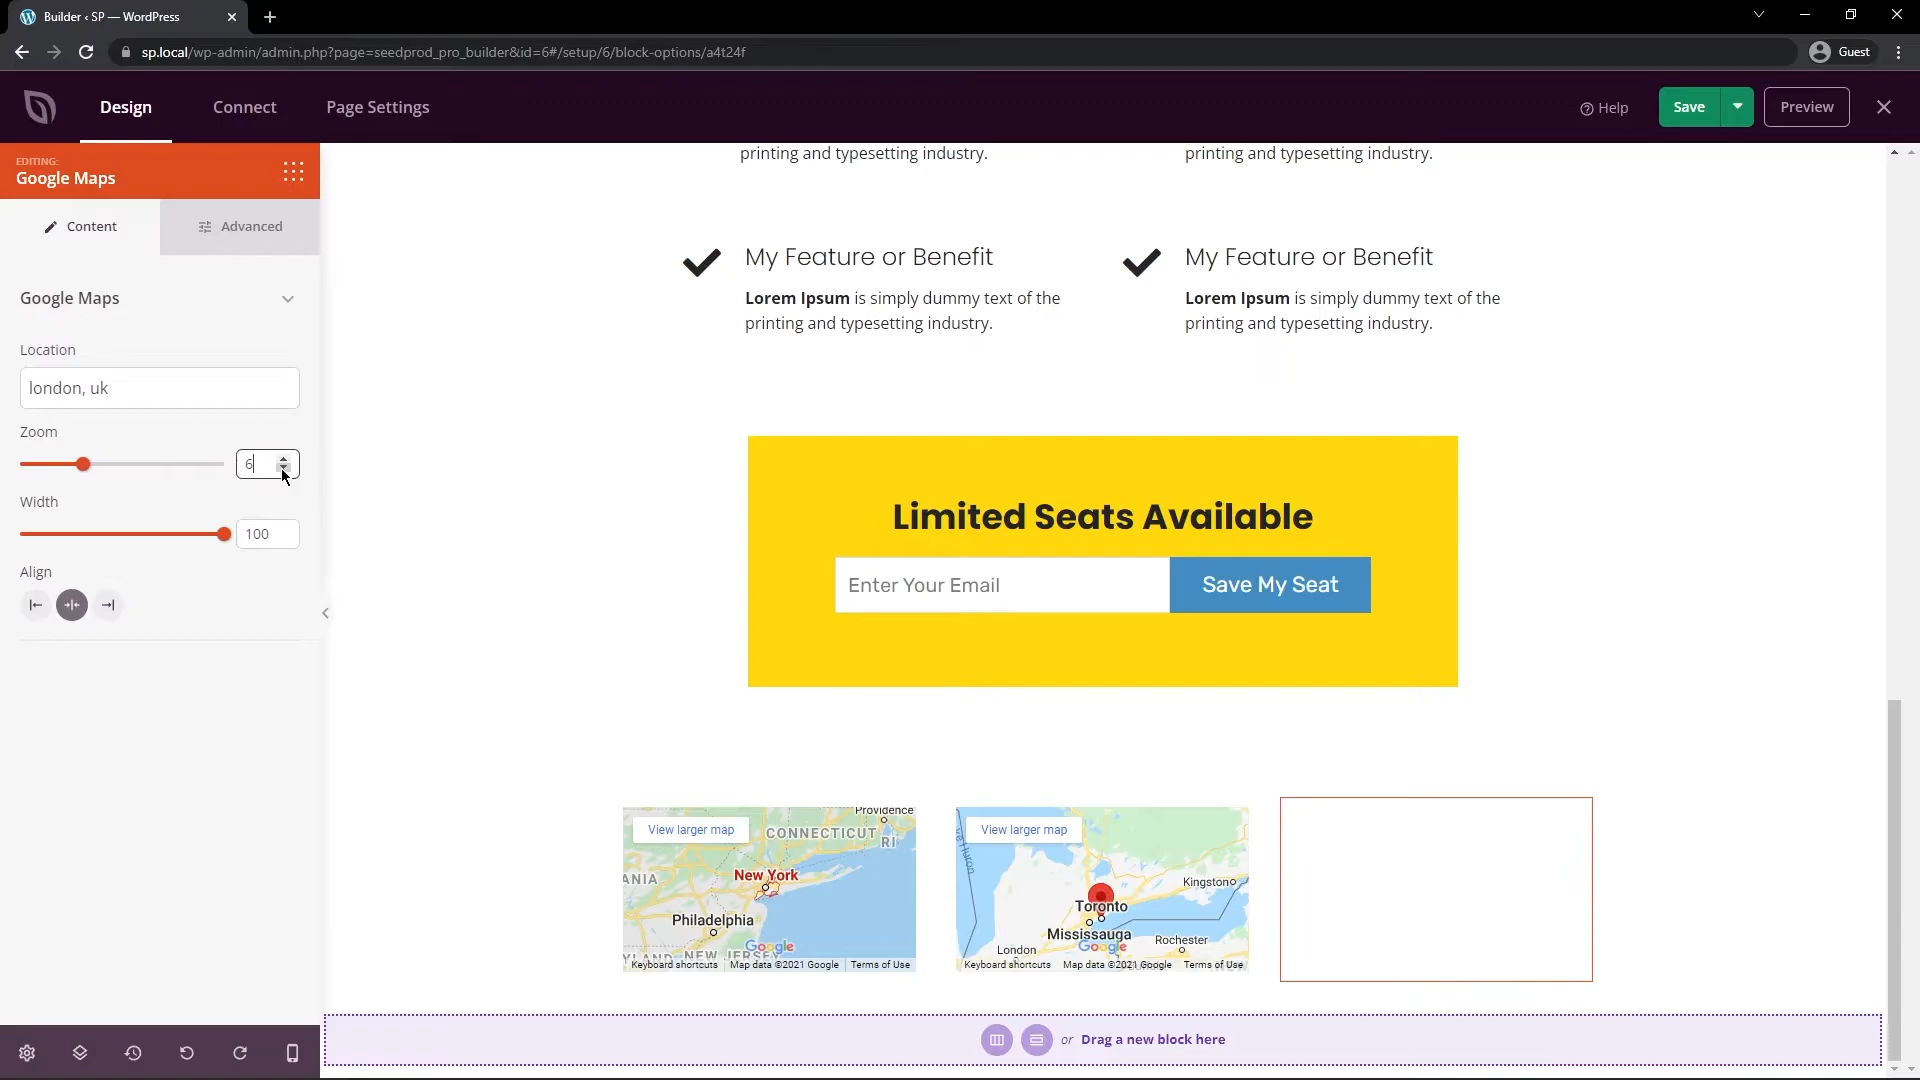 Builder ‹ SP — WordPress
sp.local/wp-admin/admin.php?page=seedprod_pro_builder&id=6#/setup/6/block-options/a4t24f
Guest
Design
Connect
Page Settings
Help
Save
Preview
EDITING:
Google Maps
Content
Advanced
Google Maps
Location
london, uk
Zoom
6
Width
100
Align
printing and typesetting industry.
printing and typesetting industry.
My Feature or Benefit
Lorem Ipsum is simply dummy text of the
printing and typesetting industry.
My Feature or Benefit
Lorem Ipsum is simply dummy text of the
printing and typesetting industry.
Limited Seats Available
Enter Your Email
Save My Seat
Providence
View larger map
CONNECTICUT
RI
ANIA
New York
Philadelphia
Google
YLAND
NEW JERSEY
Keyboard shortcuts
Map data ©2021 Google
Terms of Use
View larger map
Huron
Kingston
Toronto
Mississauga
Google
London
Rochester
Keyboard shortcuts
Map data ©2021 Google
Terms of Use
or Drag a new block here